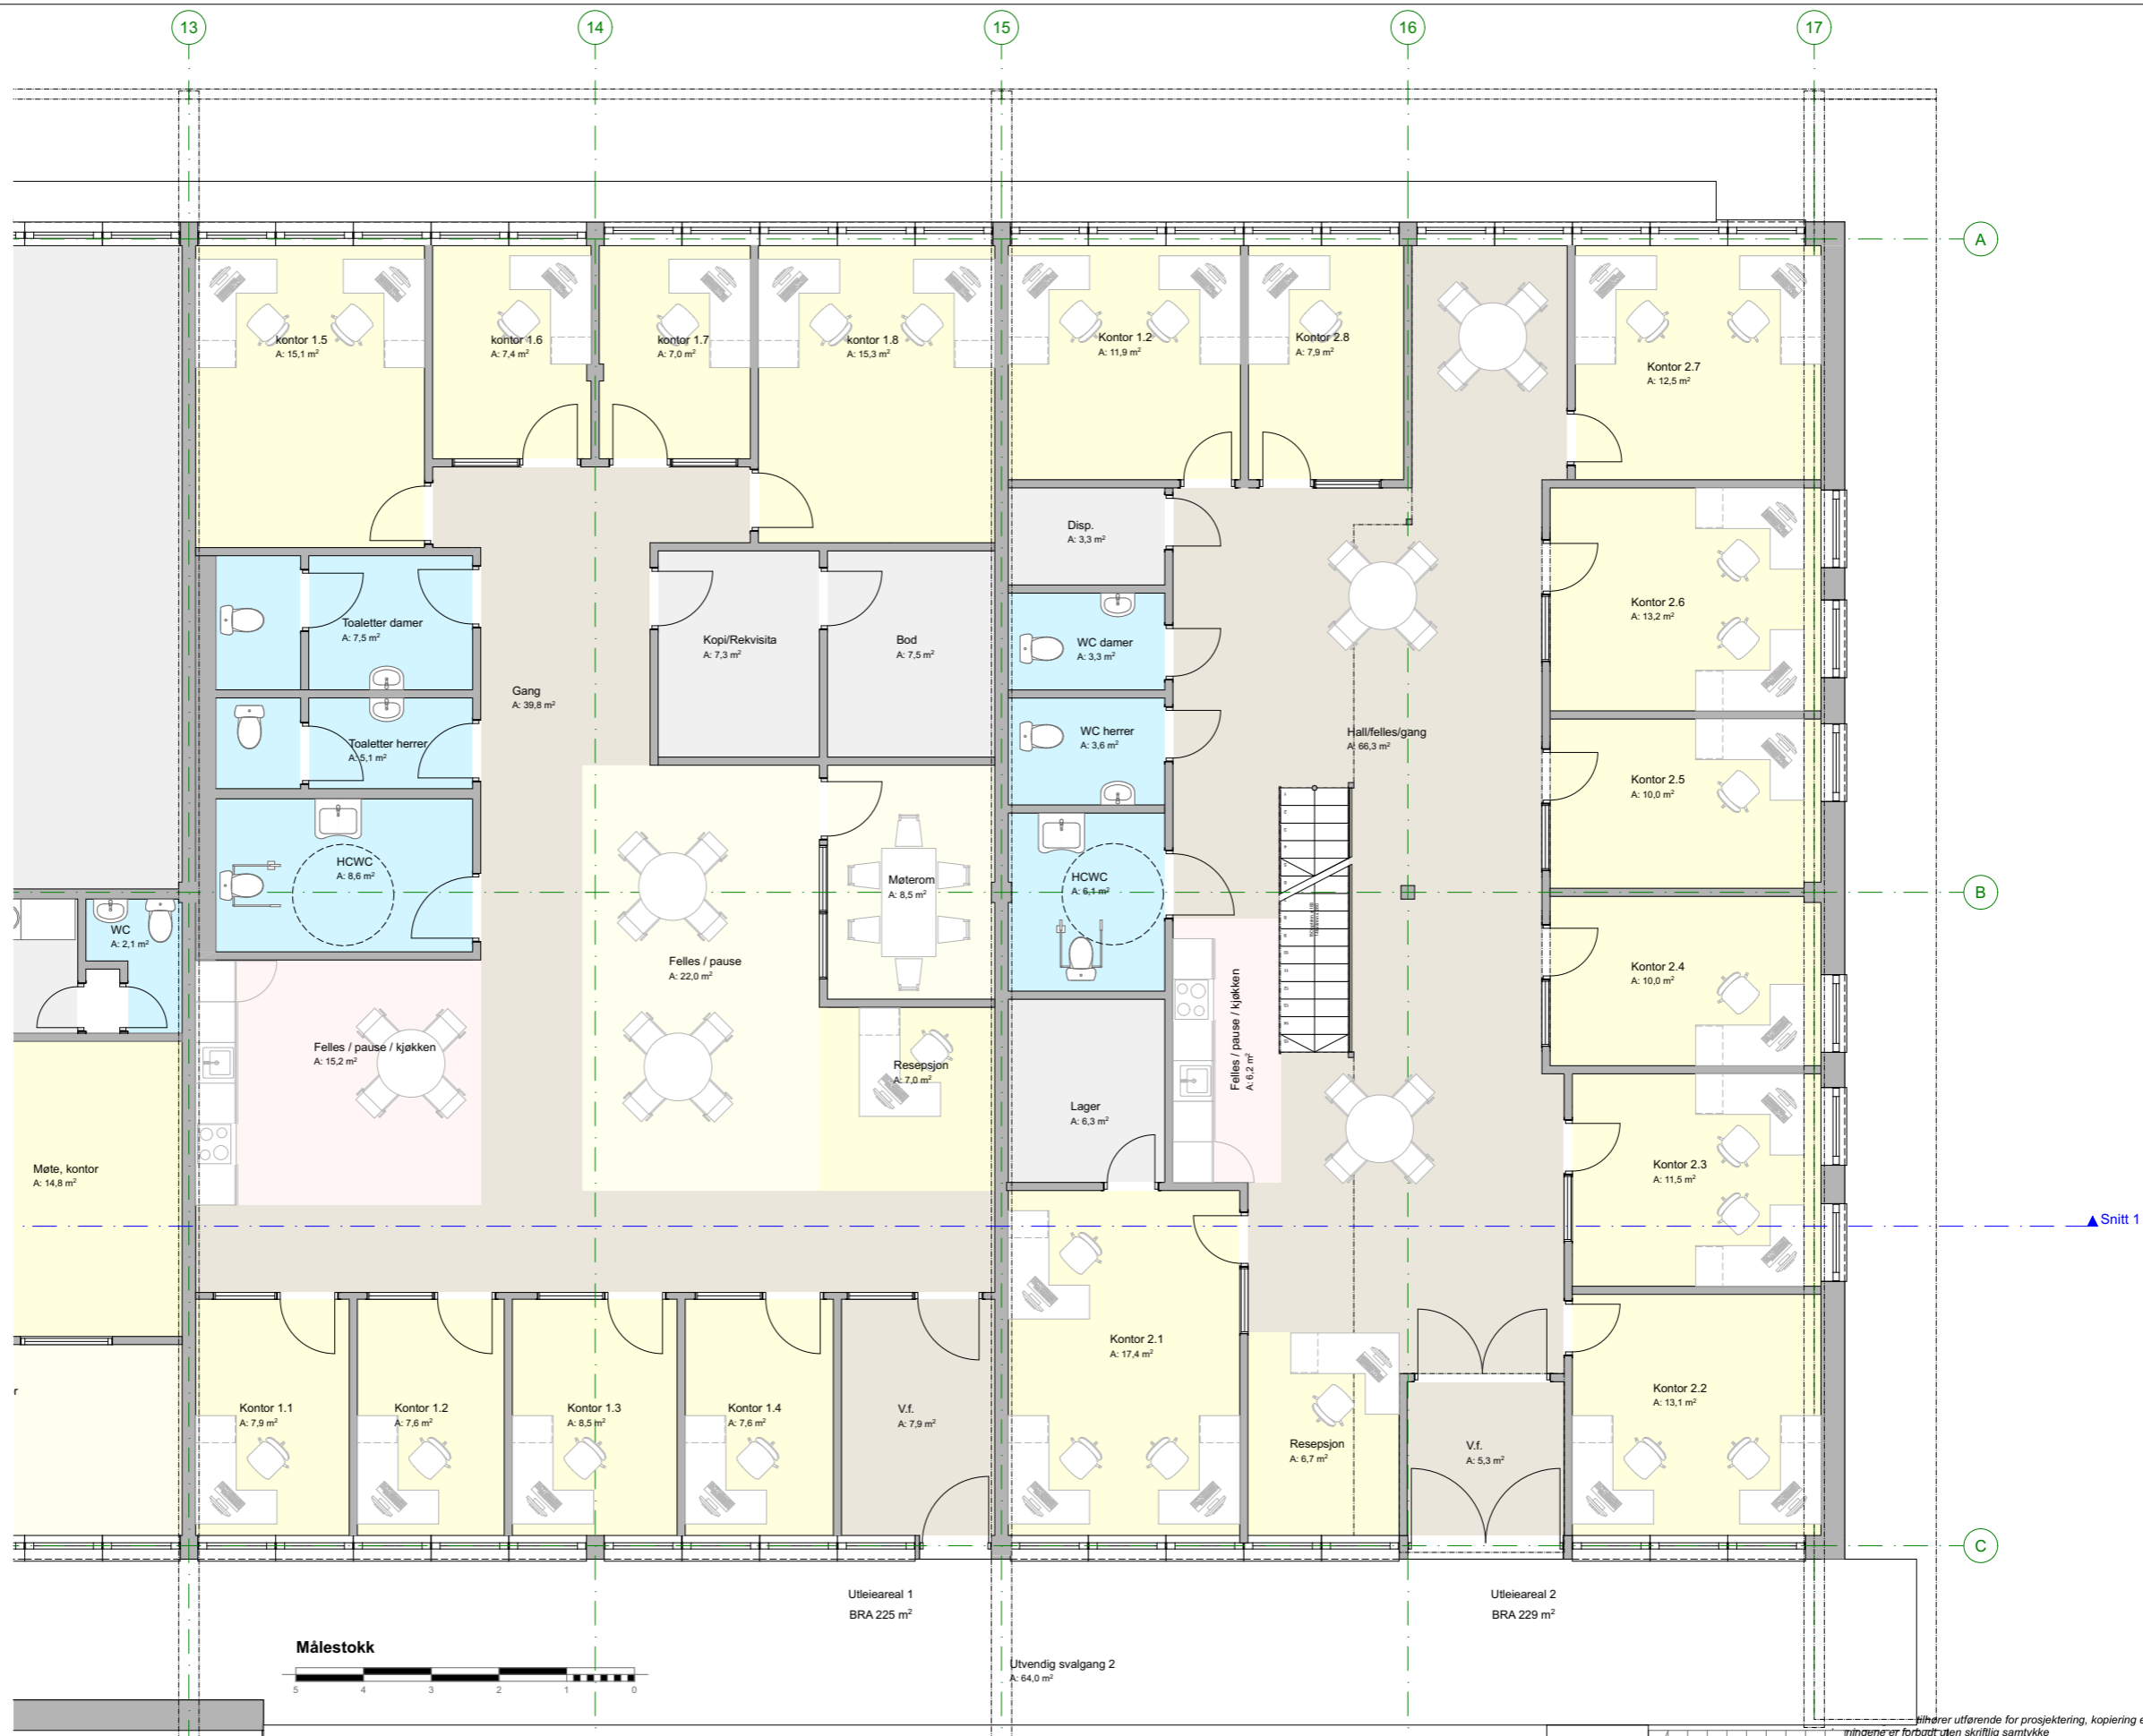 13
14
15
16
17
A
kontor 1.5
A: 15,1 m²
kontor 1.6
A: 7,4 m²
kontor 1.7
A: 7,0 m²
kontor 1.8
A: 15,3 m²
Kontor 1.2
A: 11,9 m²
Kontor 2.8
A: 7,9 m²
Kontor 2.7
A: 12,5 m²
Disp.
A: 3,3 m²
Toaletter damer
A: 7,5 m²
Kopi/Rekvisita
A: 7,3 m²
Bod
A: 7,5 m²
WC damer
A: 3,3 m²
Kontor 2.6
A: 13,2 m²
Gang
A: 39,8 m²
Toaletter herrer
A: 5,1 m²
WC herrer
A: 3,6 m²
Hall/felles/gang
A: 66,3 m²
Kontor 2.5
A: 10,0 m²
HCWC
A: 8,6 m²
Møterom
A: 8,5 m²
HCWC
A: 6,1 m²
B
WC
A: 2,1 m²
Felles / pause
A: 22,0 m²
Kontor 2.4
A: 10,0 m²
Felles / pause / kjøkken
A: 15,2 m²
Resepsjon
A: 7,0 m²
Felles / pause / kjøkken
A: 6,2 m²
Lager
A: 6,3 m²
Møte, kontor
A: 14,8 m²
Kontor 2.3
A: 11,5 m²
Snitt 1
Kontor 2.1
A: 17,4 m²
r
Kontor 1.1
A: 7,9 m²
Kontor 1.2
A: 7,6 m²
Kontor 1.3
A: 8,5 m²
Kontor 1.4
A: 7,6 m²
V.f.
A: 7,9 m²
Kontor 2.2
A: 13,1 m²
Resepsjon
A: 6,7 m²
V.f.
A: 5,3 m²
C
Utleieareal 1
BRA 225 m²
Utleieareal 2
BRA 229 m²
Målestokk
5 4 3 2 1 0
Utvendig svalgang 2
A: 64,0 m²
tilhører utførende for prosjektering, kopiering e
ningene er forbudt uten skriftlig samtykke